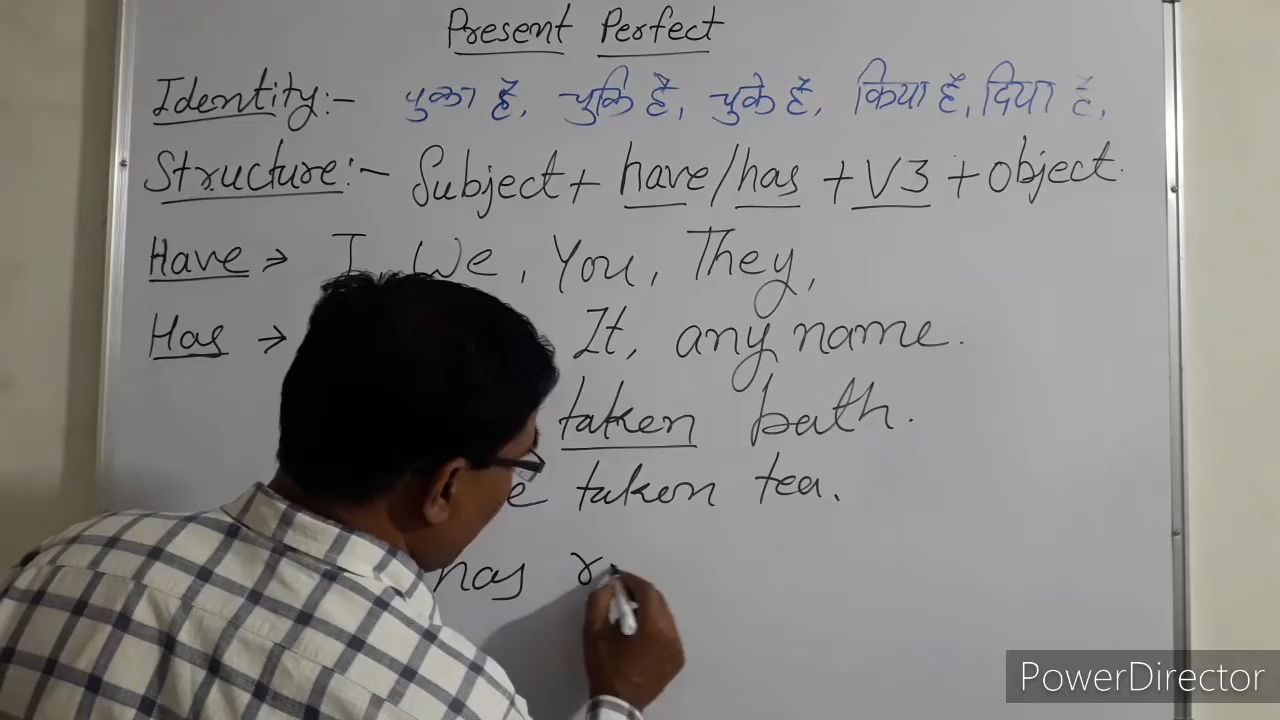 Present Perfect
Identity:- चुका है, चुकि है, चुके है, किया है, दिया है,
Structure:- Subject + have/has + V3 + object.
Have → I, We, You, They,
Has → It, any name.
taken bath.
taken tea.
has
PowerDirector